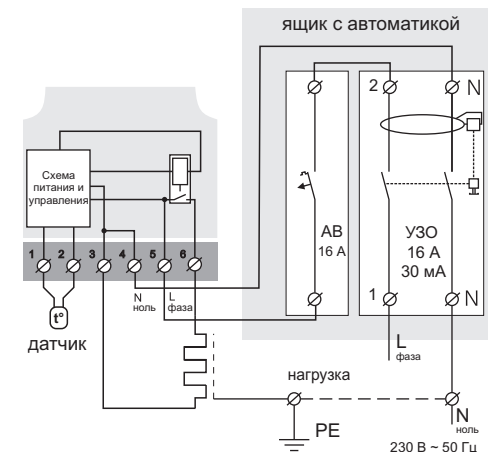 ящик с автоматикой
2
N
Схема
питания и
управления
АВ
16 А
УЗО
16 А
30 мА
1
2
3
4
5
6
1
N
N
ноль
L
фаза
t°
датчик
L
фаза
нагрузка
PE
N
ноль
230 В ~ 50 Гц